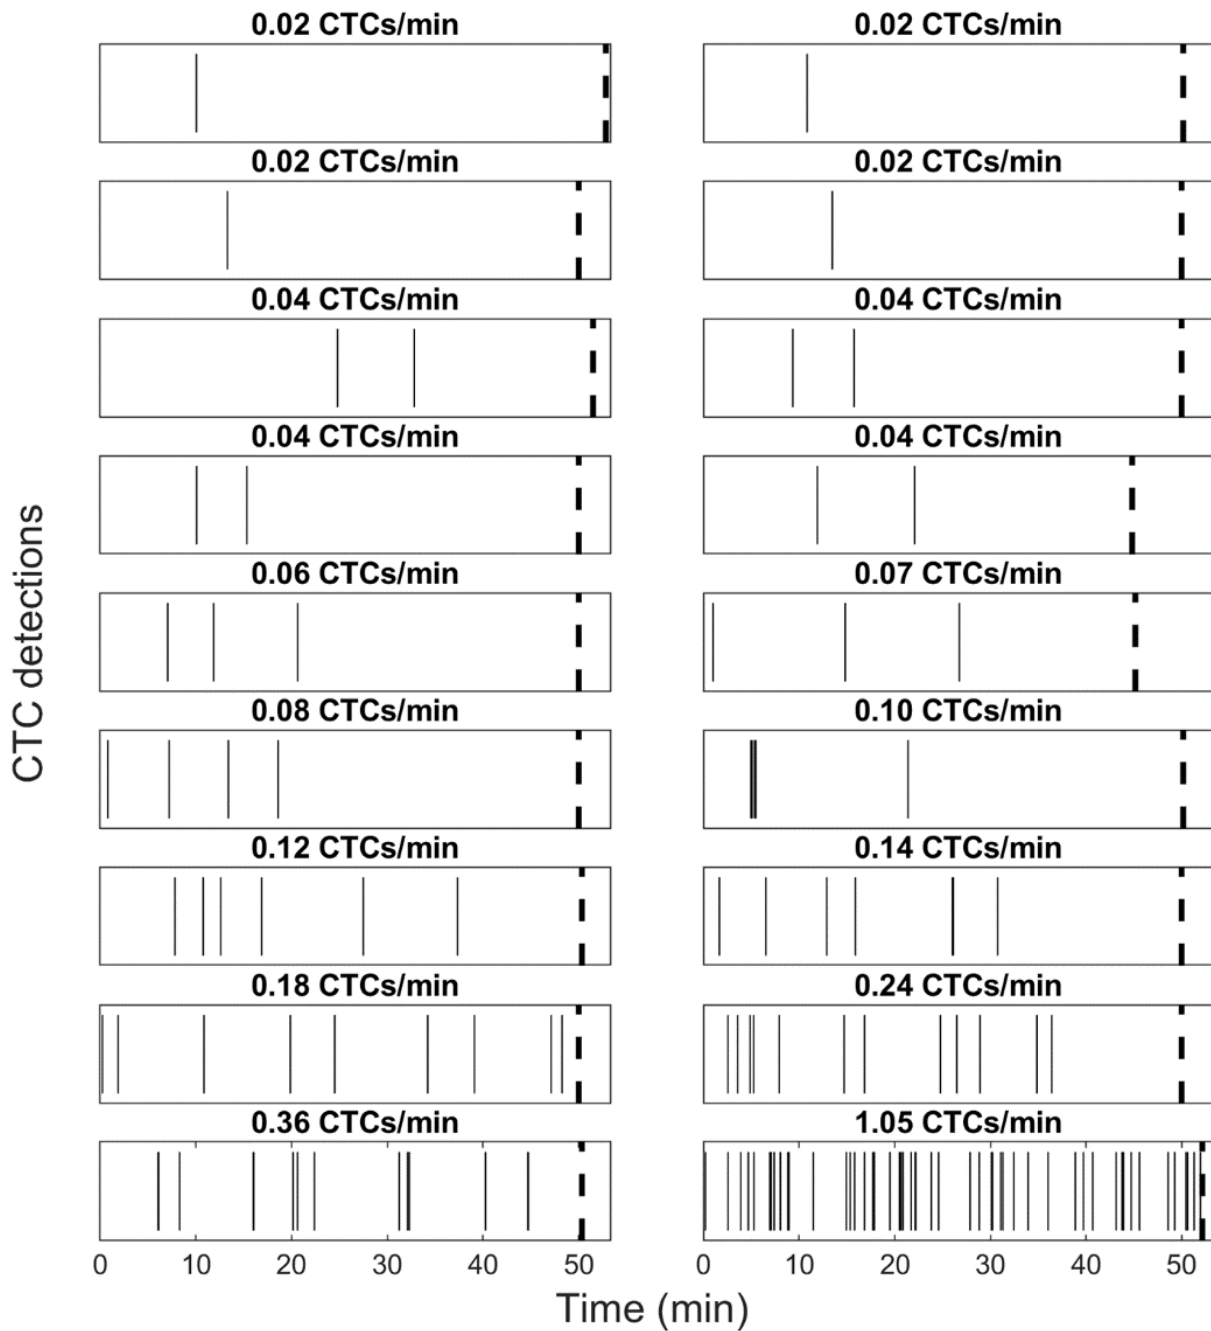 0.02 CTCs/min 0.02 CTCs/min
0.02 CTCs/min 0.02 CTCs/min
0.04 CTCs/min 0.04 CTCs/min
0.04 CTCs/min 0.04 CTCs/min
0.06 CTCs/min 0.07 CTCs/min
0.08 CTCs/min 0.10 CTCs/min
0.12 CTCs/min 0.14 CTCs/min
0.18 CTCs/min 0.24 CTCs/min
0.36 CTCs/min 1.05 CTCs/min
CTC detections
0 10 20 30 40 50 0 10 20 30 40 50
Time (min)